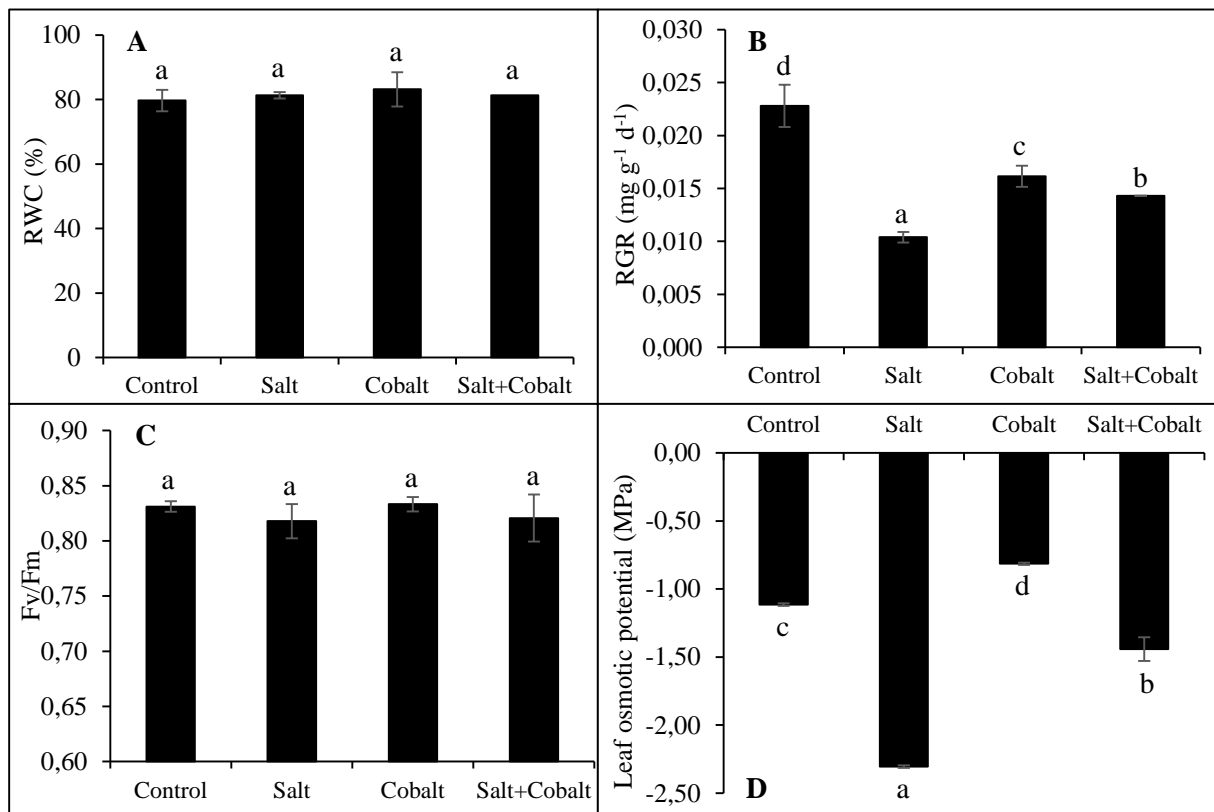 A
RWC (%)
100
80
60
40
20
0
a
a
a
a
Control
Salt
Cobalt
Salt+Cobalt
B
RGR (mg g-1 d-1)
0,030
0,025
0,020
0,015
0,010
0,005
0,000
d
a
c
b
Control
Salt
Cobalt
Salt+Cobalt
C
Fv/Fm
0,90
0,85
0,80
0,75
0,70
0,65
0,60
a
a
a
a
Control
Salt
Cobalt
Salt+Cobalt
Control
Salt
Cobalt
Salt+Cobalt
Leaf osmotic potential (MPa)
0,00
-0,50
-1,00
-1,50
-2,00
-2,50
c
a
d
b
D